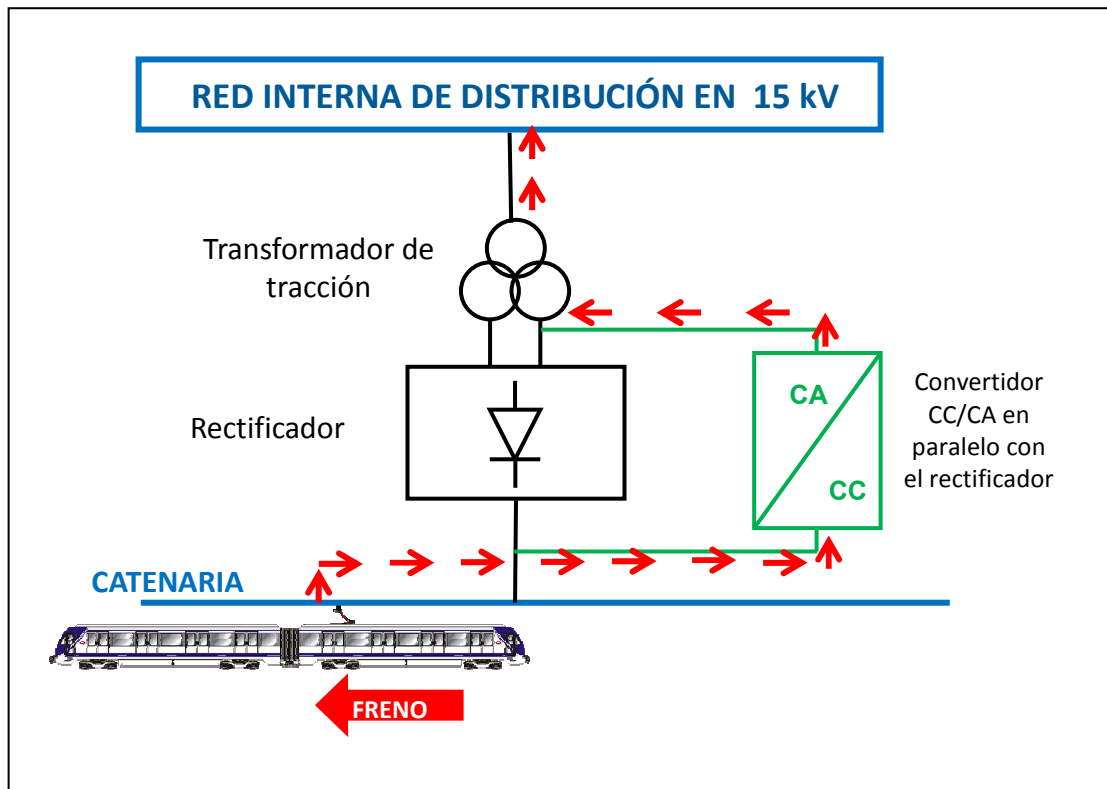 RED INTERNA DE DISTRIBUCIÓN EN 15 kV
Transformador de
tracción
Rectificador
CA
CC
Convertidor
CC/CA en
paralelo con
el rectificador
CATENARIA
FRENO